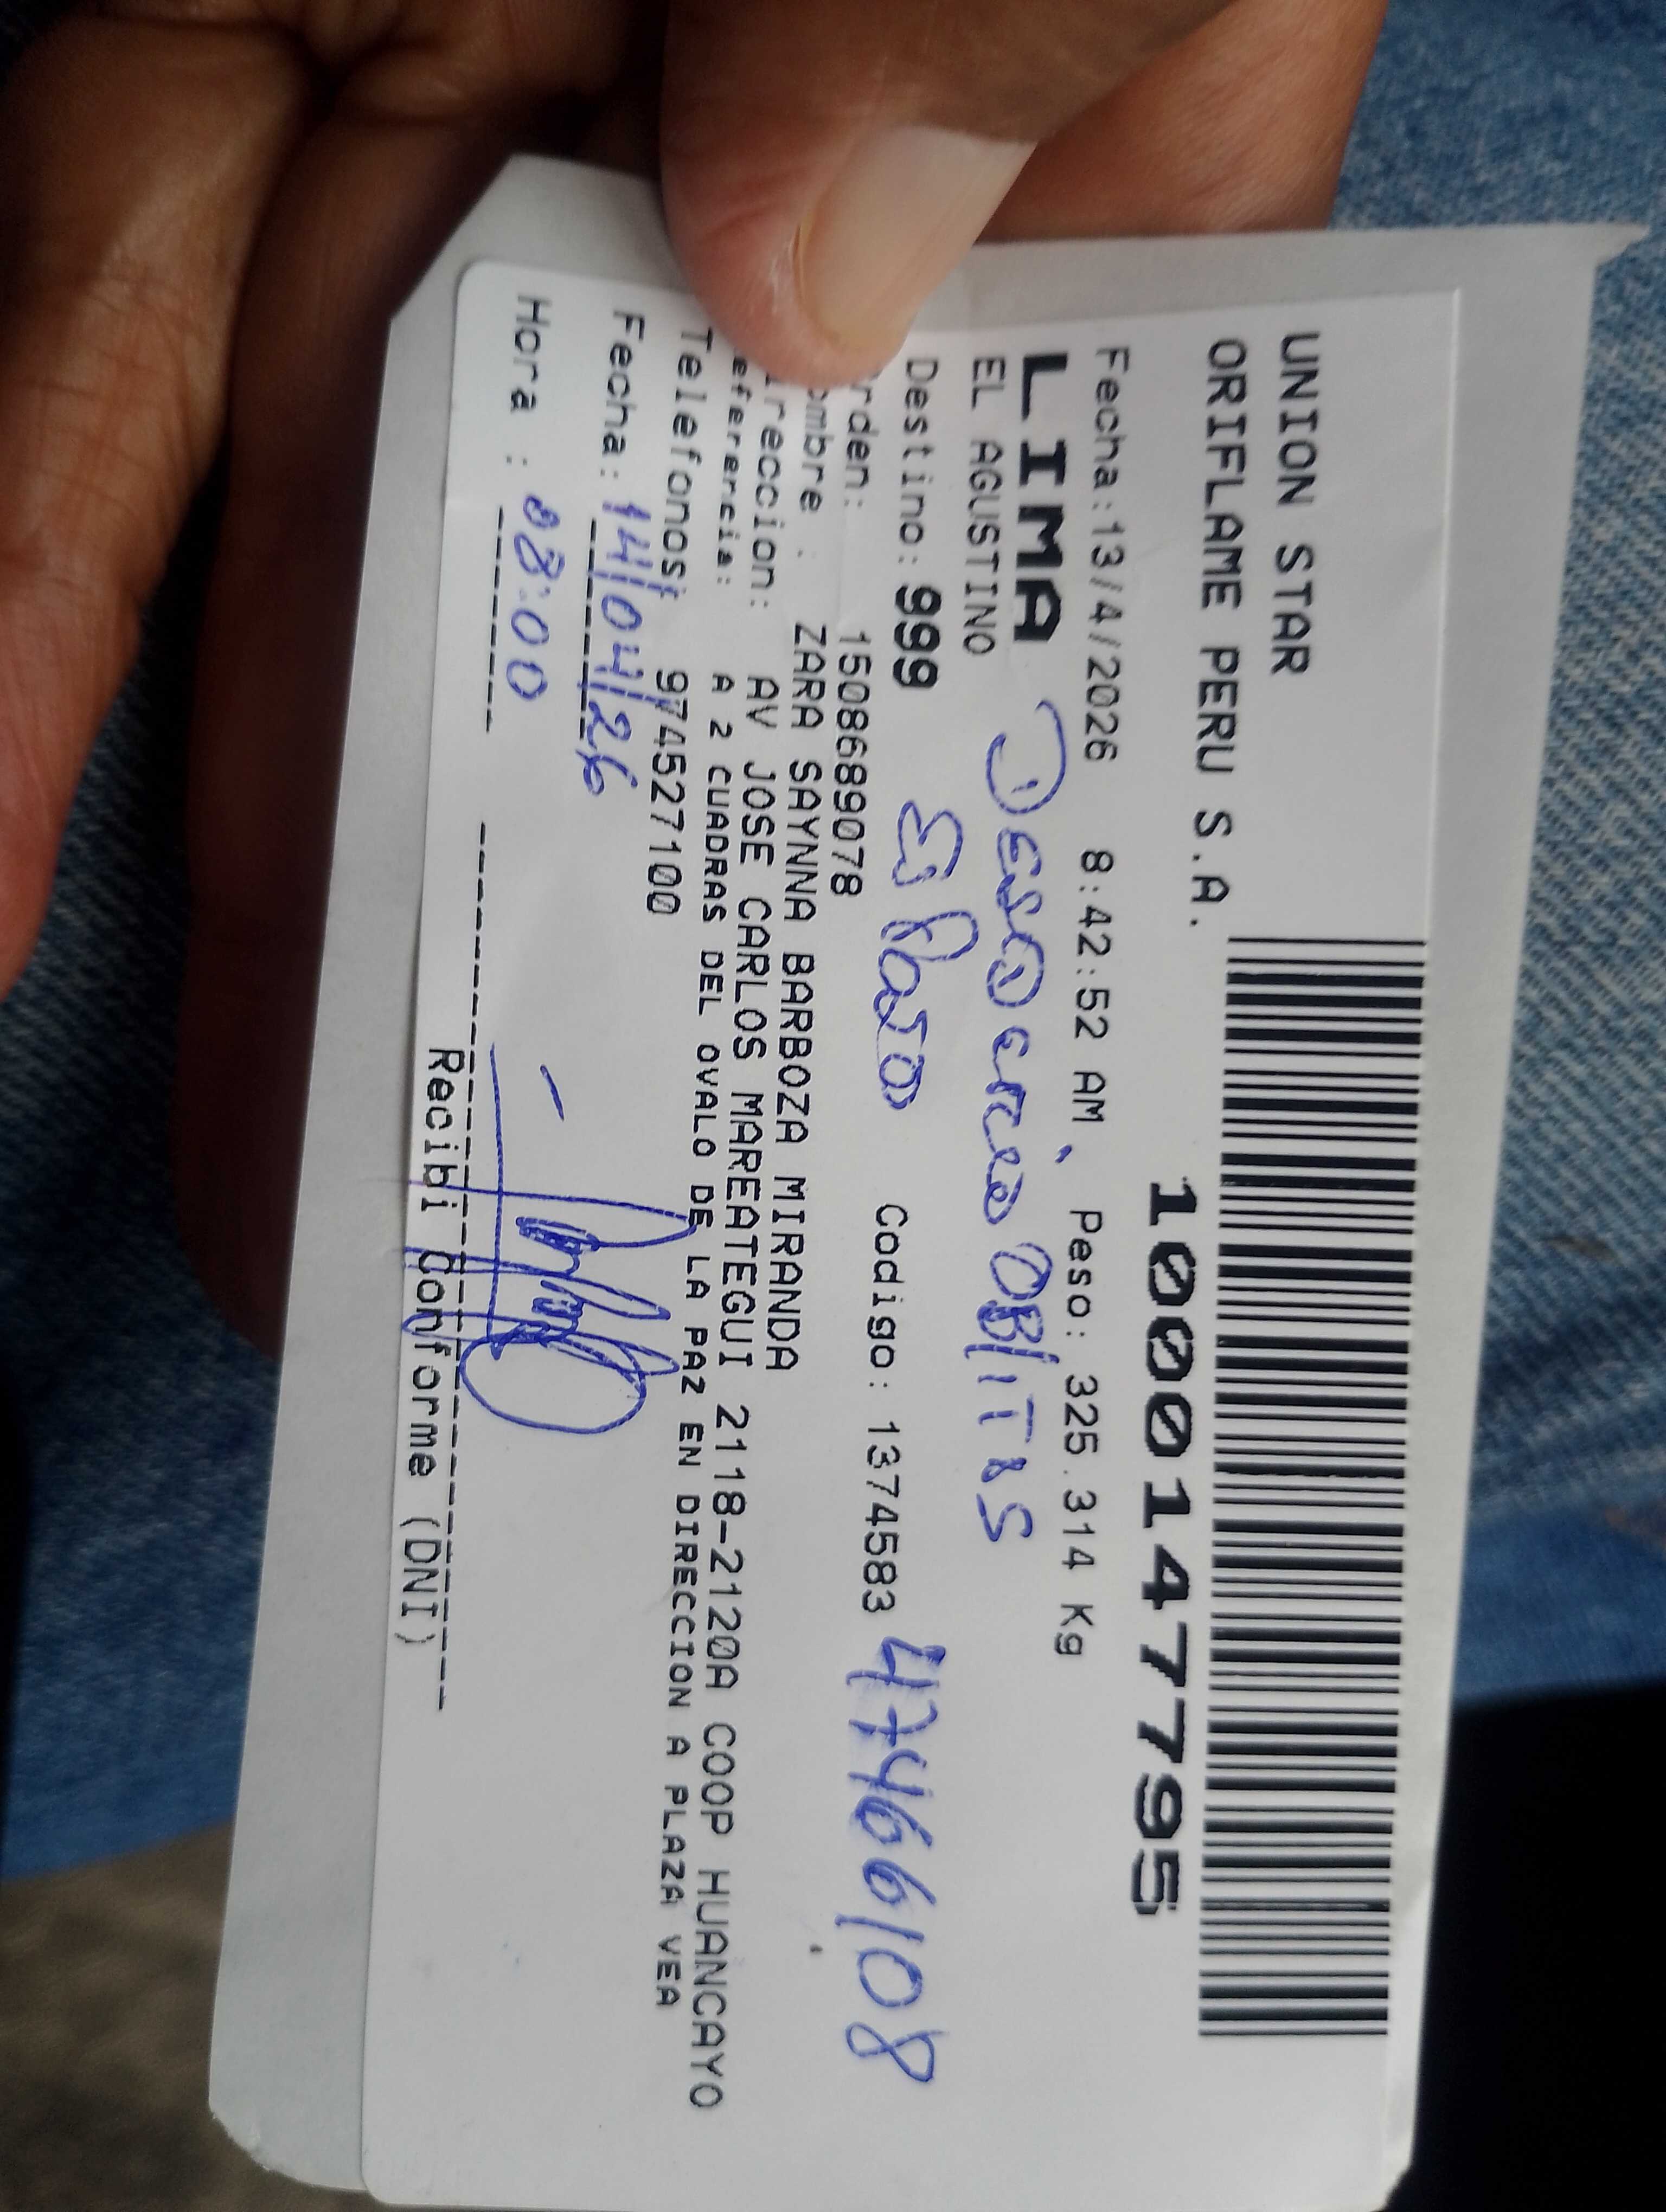 UNION STAR
ORIFLAME PERU S.A.
1000147795
Fecha:13/4/2026 8:42:52 AM Peso: 325.314 Kg
LIMA
EL AGUSTINO
Destino: 999
rden: 1508689078 Codigo: 1374583 47466108
ombre : ZARA SAYNNA BARBOZA MIRANDA
ireccion: AV JOSE CARLOS MAREATEGUI 2118-2120A COOP HUANCAYO
eferencia: A 2 CUADRAS DEL OVALO DE LA PAZ EN DIRECCION A PLAZA VEA
Telefonos: 974527100
Fecha: 14/04/26
Hora : 08:00
Recibi Conforme (DNI)